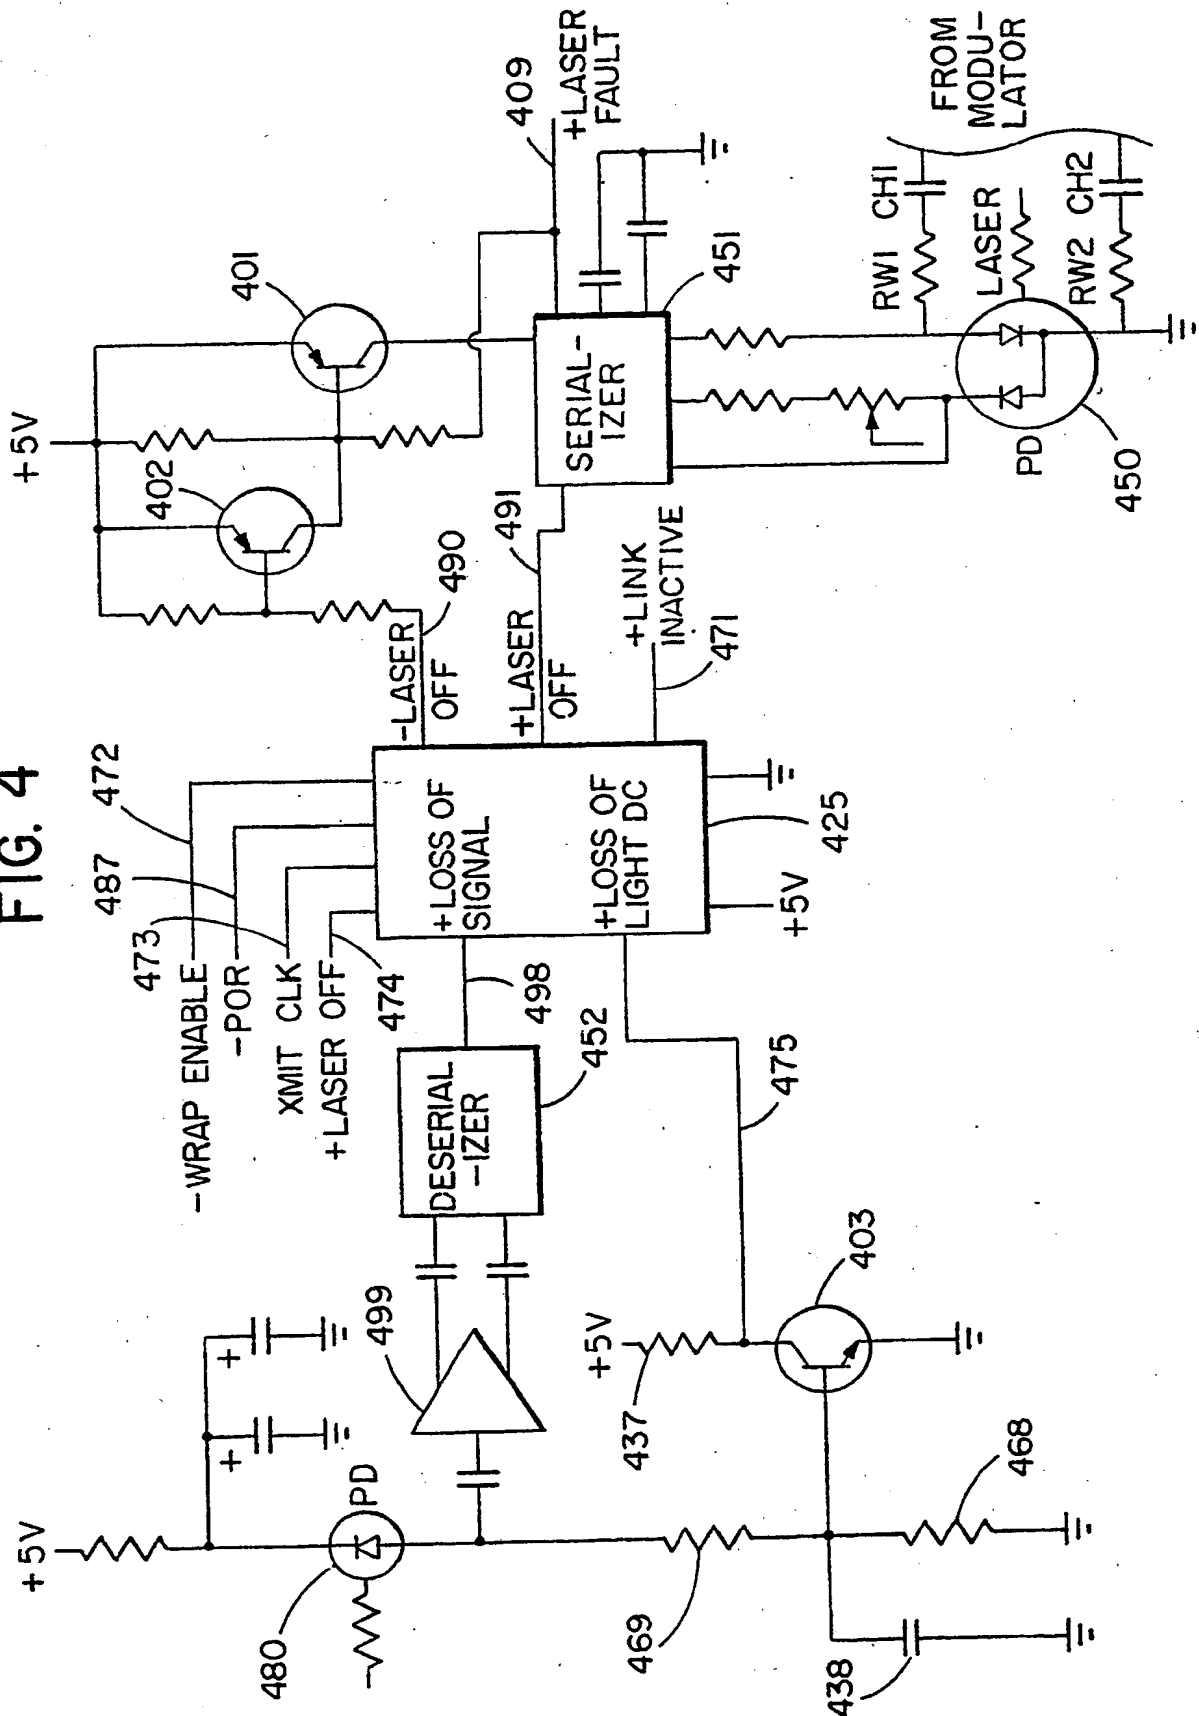 FIG. 4
+5V
402
401
409
+LASER
FAULT
472
487
473
474
-WRAP ENABLE
-POR
XMIT CLK
+LASER OFF
-LASER
OFF
490
491
+LASER
OFF
SERIAL-
IZER
451
+LINK
INACTIVE
471
+LOSS OF
SIGNAL
+LOSS OF
LIGHT DC
425
+5V
RW1 CH1
LASER
RW2 CH2
FROM
MODU-
LATOR
PD
450
498
DESERIAL
-IZER
452
475
+5V
+
+
PD
480
499
+5V
437
403
469
468
438